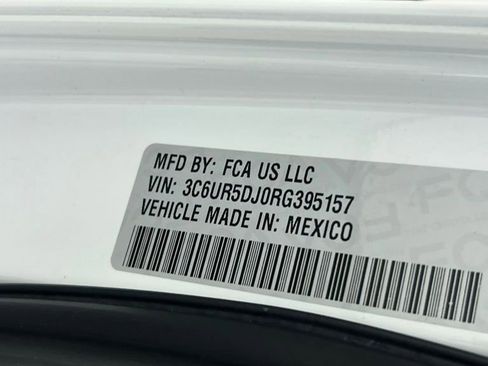 MFD BY: FCA US LLC
VIN: 3C6UR5DJ0RG395157
VEHICLE MADE IN: MEXICO